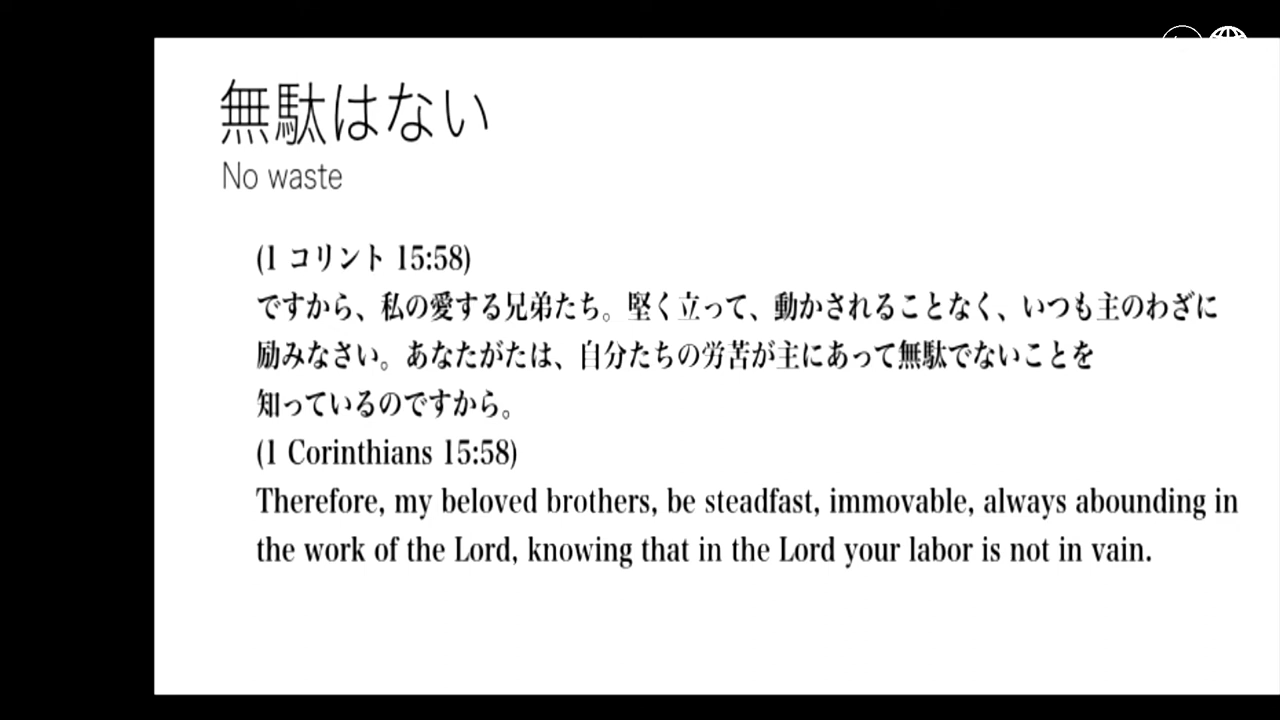 無駄はない
No waste
(1 コリント 15:58)
ですから、私の愛する兄弟たち。堅く立って、動かされることなく、いつも主のわざに
励みなさい。あなたがたは、自分たちの労苦が主にあって無駄でないことを
知っているのですから。
(1 Corinthians 15:58)
Therefore, my beloved brothers, be steadfast, immovable, always abounding in
the work of the Lord, knowing that in the Lord your labor is not in vain.